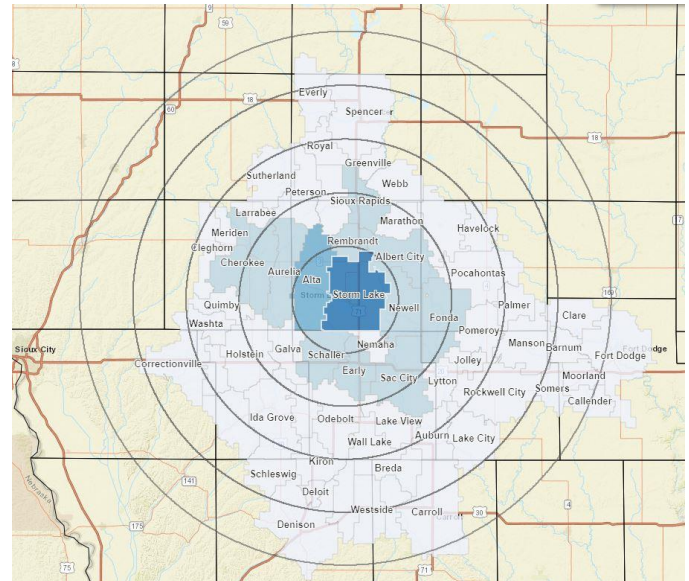 59
60
18
Everly
Spencer
Royal
18
Greenville
Sutherland
Webb
Peterson
Sioux Rapids
Larrabee
Marathon
Meriden
Havelock
Cleghorn
Rembrandt
Albert City
Cherokee
Aurelia
Pocahontas
Alta
Storm Lake
169
Quimby
Newell
Palmer
Fonda
Clare
Washta
Pomeroy
Nemaha
Manson
Barnum
Sioux City
Holstein
Galva
Schaller
Jolley
Fort Dodge
Correctionville
Early
Sac City
Lytton
Moorland
Rockwell City
Somers
Callender
Ida Grove
Odebolt
Lake View
Auburn
Lake City
Wall Lake
Kiron
Breda
Schleswig
141
Deloit
4
Nebraska
Westside
Carroll
30
175
Denison
75
71